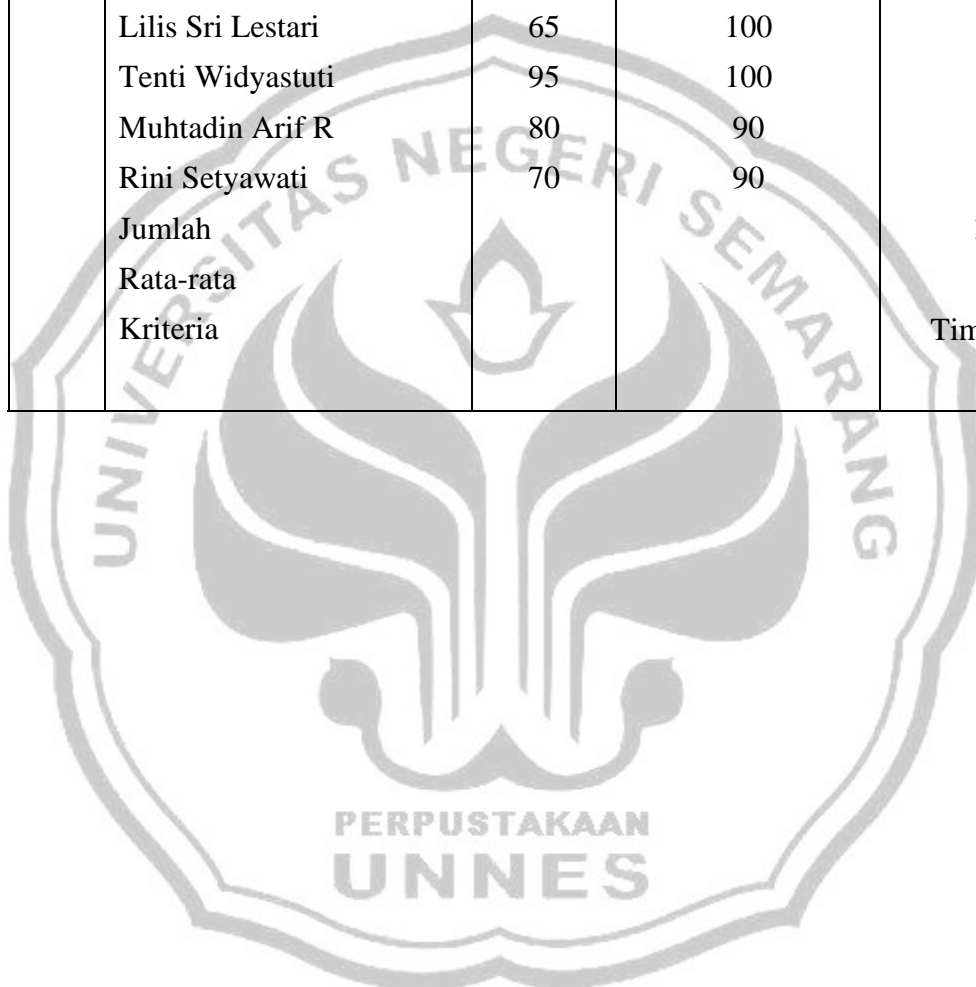 Lilis Sri Lestari 65 100
Tenti Widyastuti 95 100
Muhtadin Arif R 80 90
Rini Setyawati 70 90
Jumlah
Rata-rata
Kriteria
UNIVERSITAS NEGERI SEMARANG
PERPUSTAKAAN
UNNES